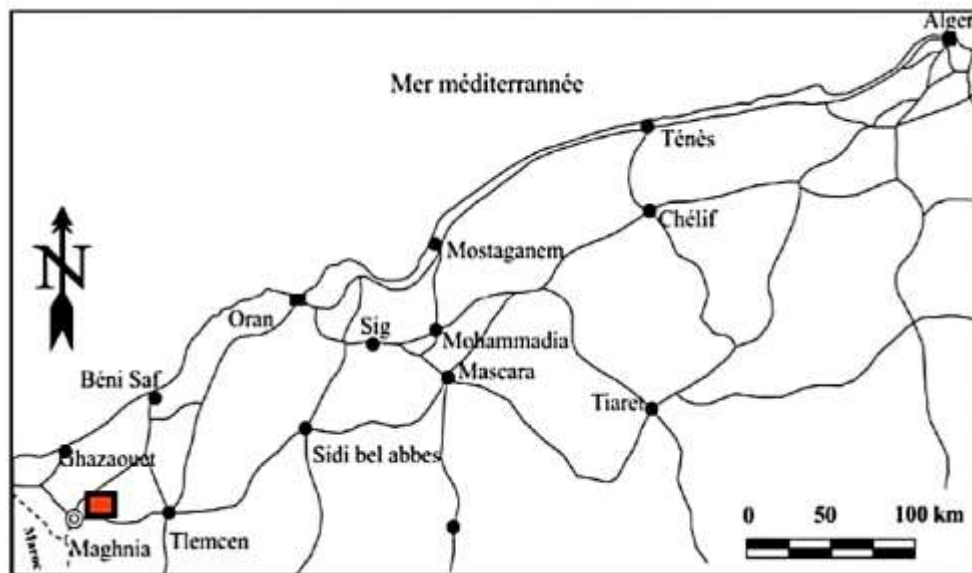 Alger
Mer méditerrannée
Ténès
Chélif
Mostaganem
N
Oran
Sig
Mohammadia
Mascara
Béni Saf
Tiaret
Ghazaouet
Sidi bel abbes
0 50 100 km
Maghnia
Tlemcen
Maroc